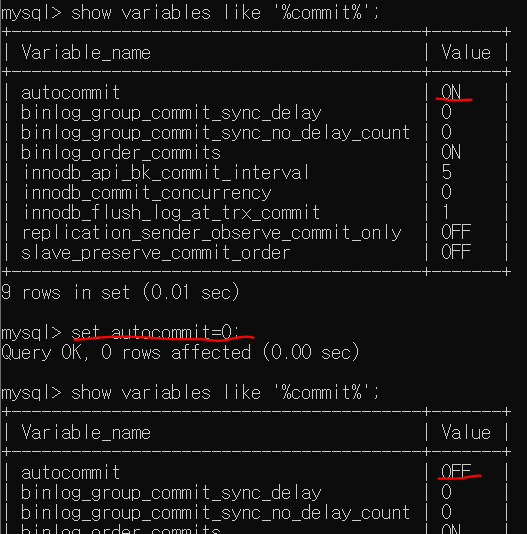 mysql> show variables like '%commit%';
| Variable_name | Value |
| autocommit | ON |
| binlog_group_commit_sync_delay | 0 |
| binlog_group_commit_sync_no_delay_count | 0 |
| binlog_order_commits | ON |
| innodb_api_bk_commit_interval | 5 |
| innodb_commit_concurrency | 0 |
| innodb_flush_log_at_trx_commit | 1 |
| replication_sender_observe_commit_only | OFF |
| slave_preserve_commit_order | OFF |
9 rows in set (0.01 sec)
mysql> set autocommit=0;
Query OK, 0 rows affected (0.00 sec)
mysql> show variables like '%commit%';
| Variable_name | Value |
| autocommit | OFF |
| binlog_group_commit_sync_delay | 0 |
| binlog_group_commit_sync_no_delay_count | 0 |
| binlog_order_commits | ON